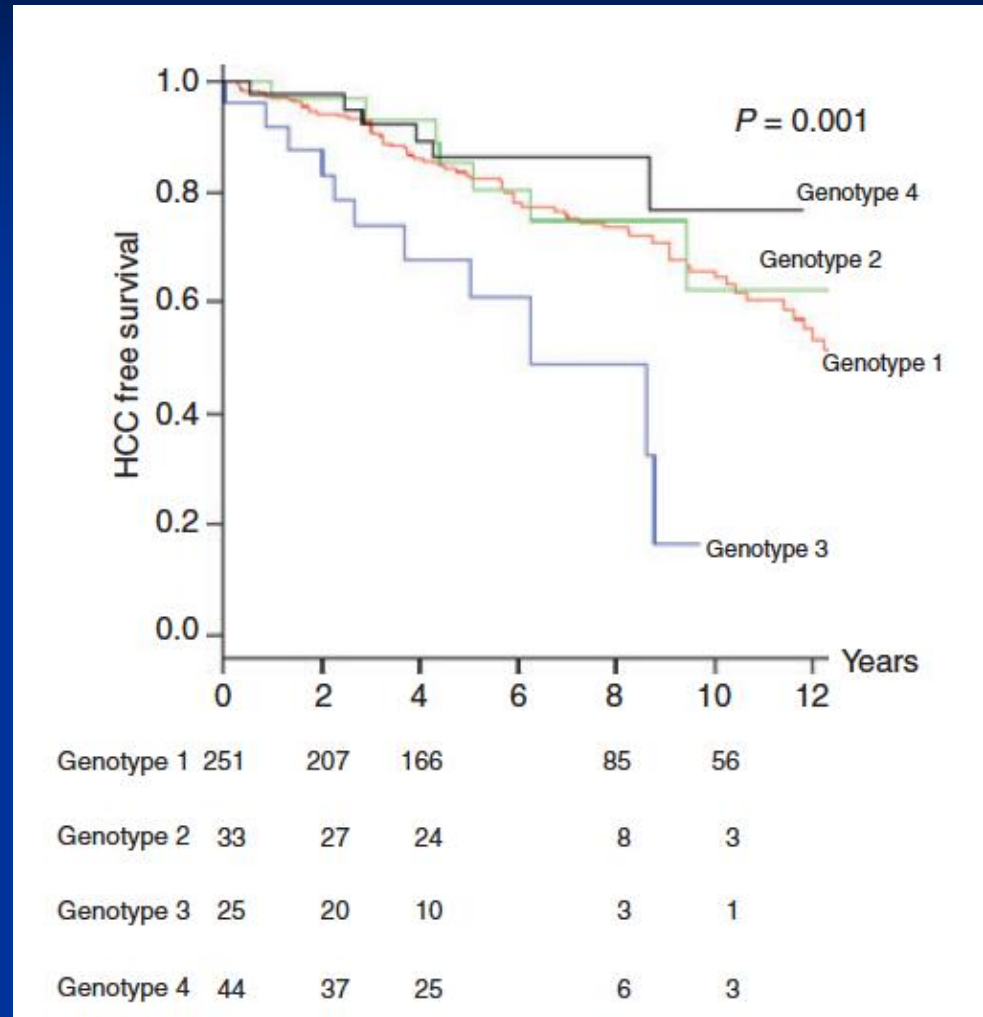 1.0
P = 0.001
0.8
Genotype 4
Genotype 2
0.6
Genotype 1
HCC free survival
0.4
0.2
Genotype 3
0.0
Years
0 2 4 6 8 10 12
Genotype 1 251 207 166 85 56
Genotype 2 33 27 24 8 3
Genotype 3 25 20 10 3 1
Genotype 4 44 37 25 6 3